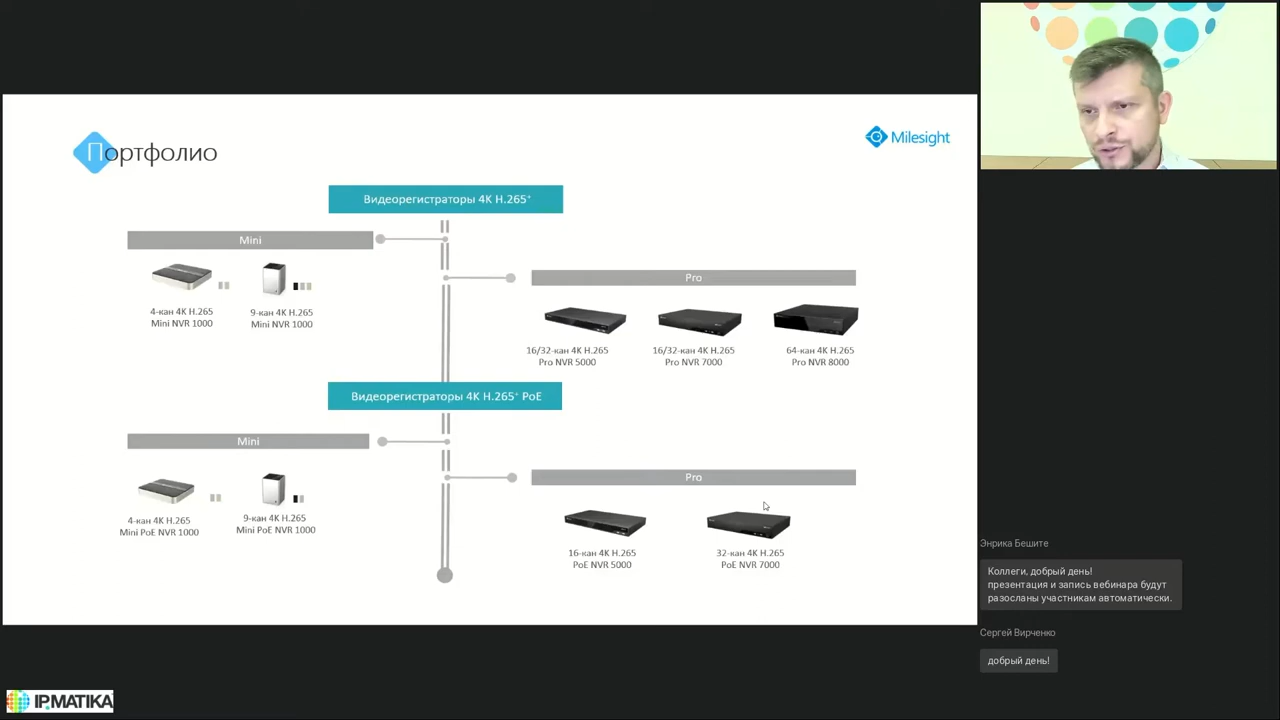 Портфолио
Milesight
Видеорегистраторы 4К H.265+
Mini
Pro
4-кан 4K H.265
Mini NVR 1000
9-кан 4K H.265
Mini NVR 1000
16/32-кан 4K H.265
Pro NVR 5000
16/32-кан 4K H.265
Pro NVR 7000
64-кан 4K H.265
Pro NVR 8000
Видеорегистраторы 4К H.265+ PoE
Mini
Pro
4-кан 4K H.265
Mini PoE NVR 1000
9-кан 4K H.265
Mini PoE NVR 1000
16-кан 4K H.265
PoE NVR 5000
32-кан 4K H.265
PoE NVR 7000
Энрика Бешите
Коллеги, добрый день!
презентация и запись вебинара будут
разосланы участникам автоматически.
Сергей Вирченко
добрый день!
IPMATIKA